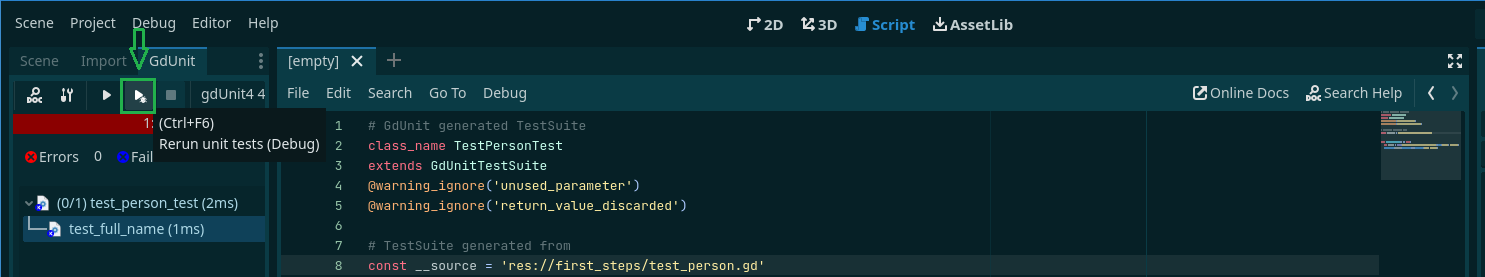 Scene Project Debug Editor Help
2D 3D Script AssetLib
Scene Import GdUnit
[empty]
DOC gdUnit4 4
File Edit Search Go To Debug
Online Docs DOC Search Help
1:
(Ctrl+F6)
Rerun unit tests (Debug)
Errors 0 Fail
(0/1) test_person_test (2ms)
test_full_name (1ms)
1 # GdUnit generated TestSuite
2 class_name TestPersonTest
3 extends GdUnitTestSuite
4 @warning_ignore('unused_parameter')
5 @warning_ignore('return_value_discarded')
6
7 # TestSuite generated from
8 const __source = 'res://first_steps/test_person.gd'